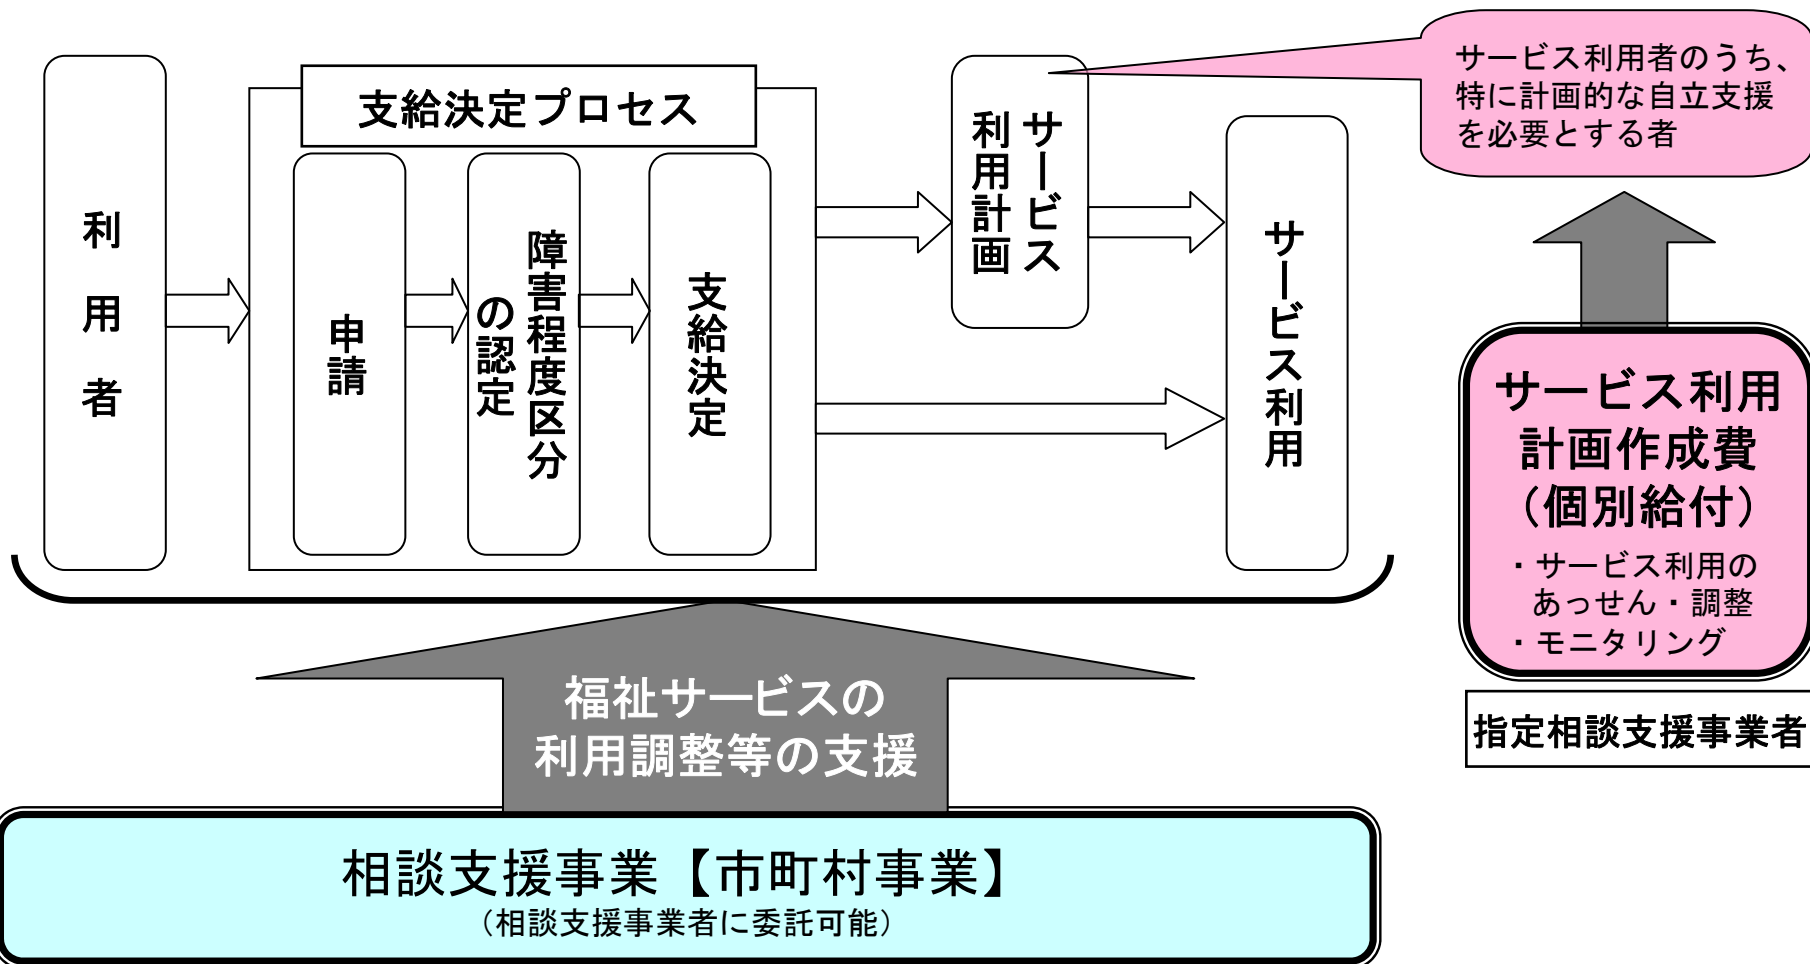 利用者
支給決定プロセス
申請
障害程度区分
の認定
支給決定
サービス
利用計画
サービス利用
サービス利用者のうち、
特に計画的な自立支援
を必要とする者
サービス利用
計画作成費
（個別給付）
・サービス利用の
あっせん・調整
・モニタリング
指定相談支援事業者
福祉サービスの
利用調整等の支援
相談支援事業【市町村事業】
（相談支援事業者に委託可能）